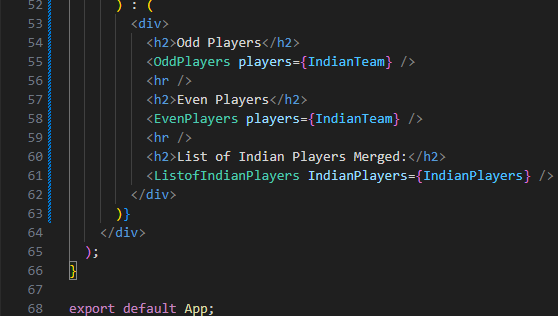 52 ) : (
53 <div>
54 <h2>Odd Players</h2>
55 <OddPlayers players={IndianTeam} />
56 <hr />
57 <h2>Even Players</h2>
58 <EvenPlayers players={IndianTeam} />
59 <hr />
60 <h2>List of Indian Players Merged:</h2>
61 <ListofIndianPlayers IndianPlayers={IndianPlayers} />
62 </div>
63 )}
64 </div>
65 );
66 }
67
68 export default App;